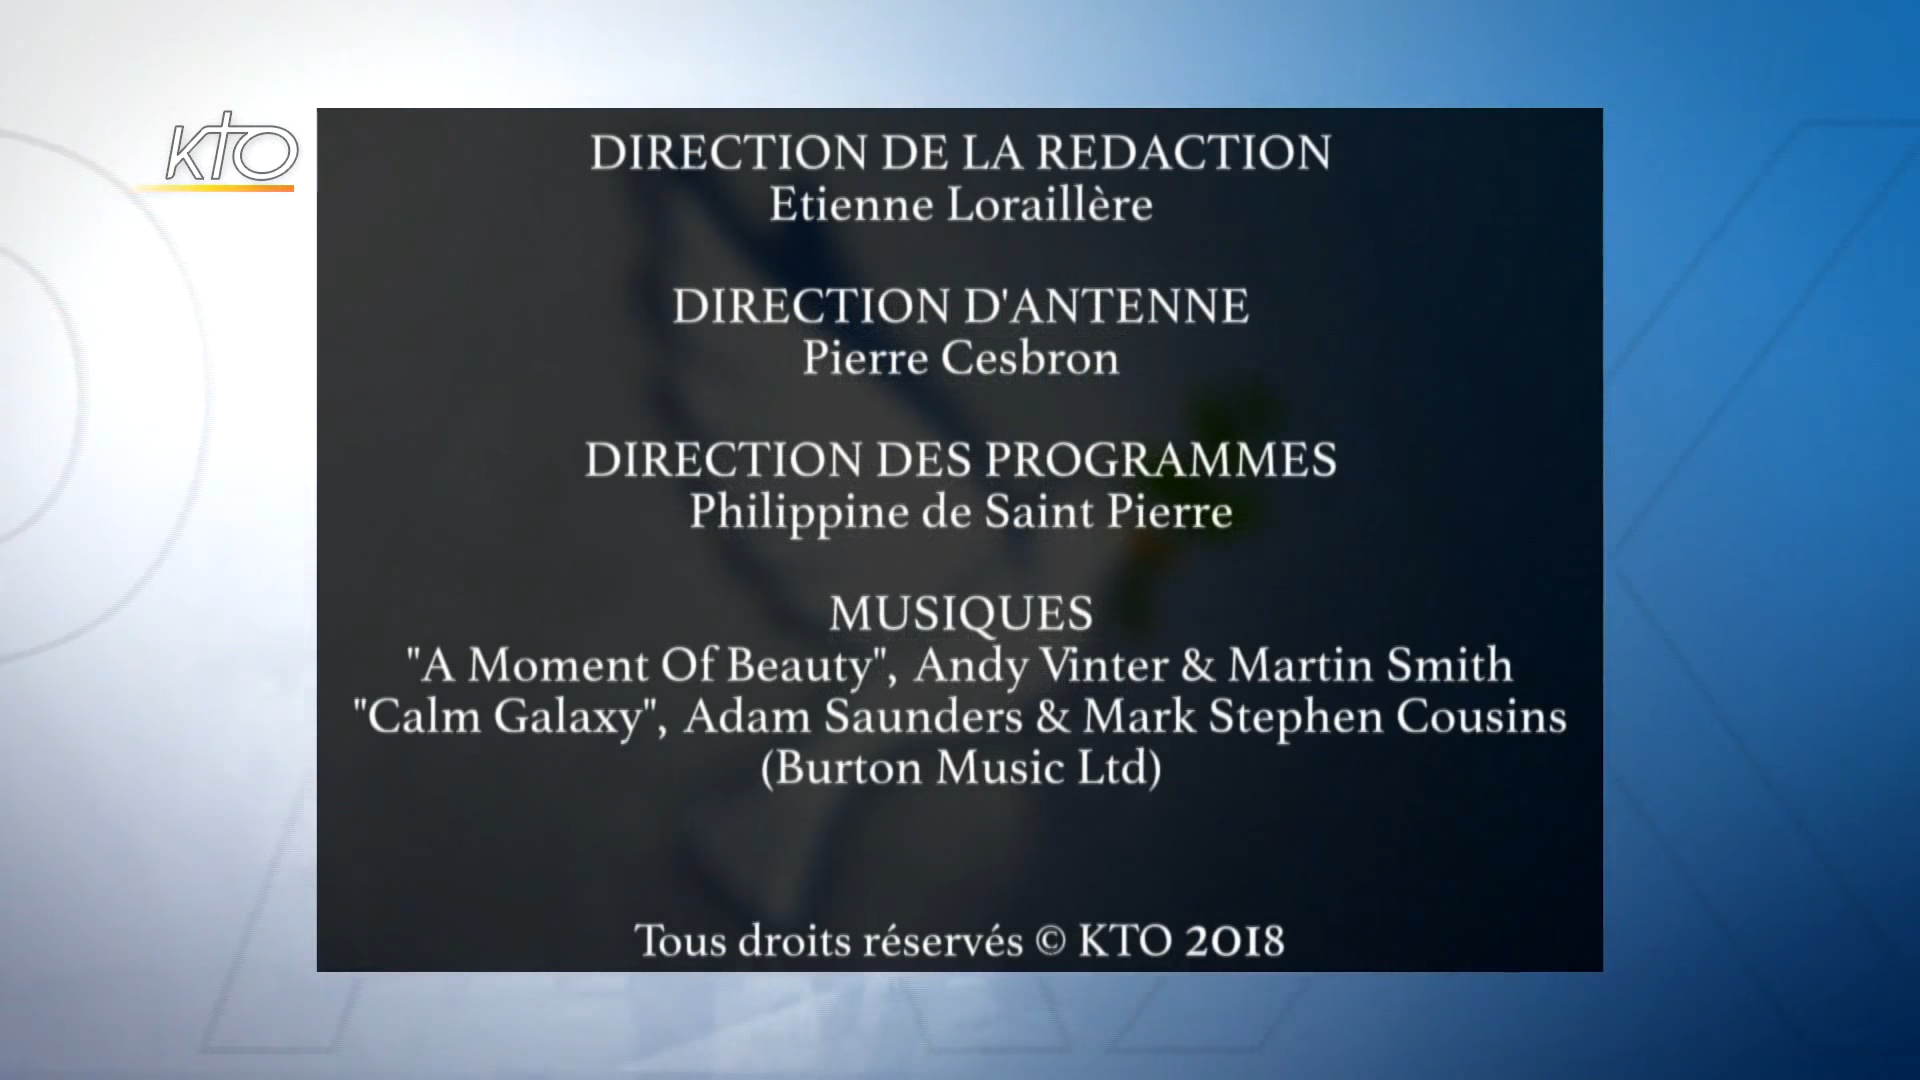 KTO
DIRECTION DE LA REDACTION
Etienne Loraillère
DIRECTION D'ANTENNE
Pierre Cesbron
DIRECTION DES PROGRAMMES
Philippine de Saint Pierre
MUSIQUES
"A Moment Of Beauty", Andy Vinter & Martin Smith
"Calm Galaxy", Adam Saunders & Mark Stephen Cousins
(Burton Music Ltd)
Tous droits réservés © KTO 2018